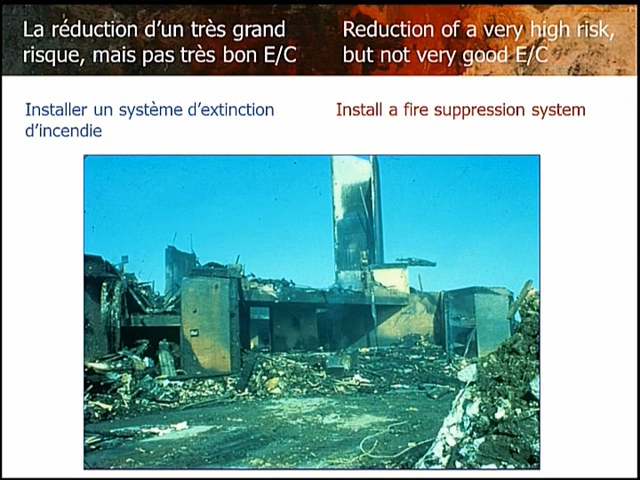 La réduction d'un très grand
risque, mais pas très bon E/C
Reduction of a very high risk,
but not very good E/C
Installer un système d'extinction
d'incendie
Install a fire suppression system